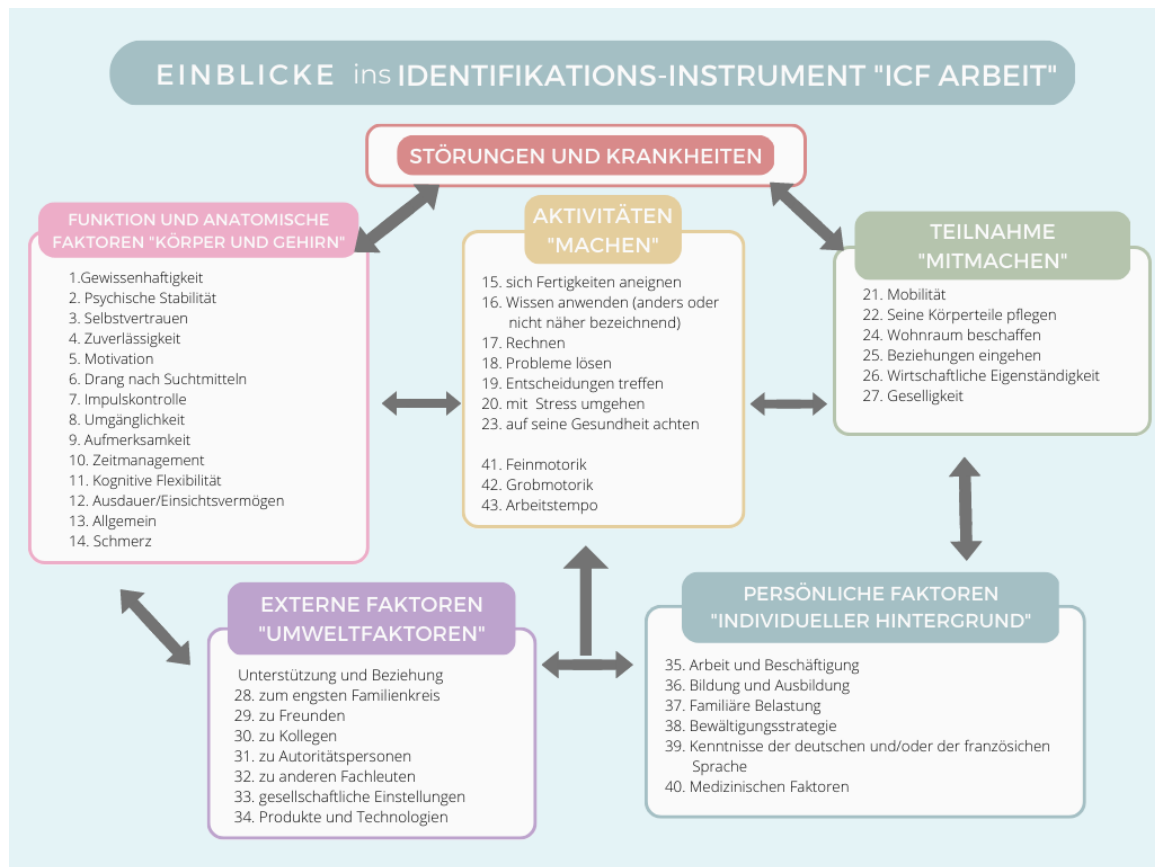 EINBLICKE ins IDENTIFIKATIONS-INSTRUMENT "ICF ARBEIT"
STÖRUNGEN UND KRANKHEITEN
FUNKTION UND ANATOMISCHE
FAKTOREN "KÖRPER UND GEHIRN"
1.Gewissenhaftigkeit
2. Psychische Stabilität
3. Selbstvertrauen
4. Zuverlässigkeit
5. Motivation
6. Drang nach Suchtmitteln
7. Impulskontrolle
8. Umgänglichkeit
9. Aufmerksamkeit
10. Zeitmanagement
11. Kognitive Flexibilität
12. Ausdauer/Einsichtsvermögen
13. Allgemein
14. Schmerz
AKTIVITÄTEN
"MACHEN"
15. sich Fertigkeiten aneignen
16. Wissen anwenden (anders oder
nicht näher bezeichnend)
17. Rechnen
18. Probleme lösen
19. Entscheidungen treffen
20. mit Stress umgehen
23. auf seine Gesundheit achten
41. Feinmotorik
42. Grobmotorik
43. Arbeitstempo
TEILNAHME
"MITMACHEN"
21. Mobilität
22. Seine Körperteile pflegen
24. Wohnraum beschaffen
25. Beziehungen eingehen
26. Wirtschaftliche Eigenständigkeit
27. Geselligkeit
EXTERNE FAKTOREN
"UMWELTFAKTOREN"
Unterstützung und Beziehung
28. zum engsten Familienkreis
29. zu Freunden
30. zu Kollegen
31. zu Autoritätspersonen
32. zu anderen Fachleuten
33. gesellschaftliche Einstellungen
34. Produkte und Technologien
PERSÖNLICHE FAKTOREN
"INDIVIDUELLER HINTERGRUND"
35. Arbeit und Beschäftigung
36. Bildung und Ausbildung
37. Familiäre Belastung
38. Bewältigungsstrategie
39. Kenntnisse der deutschen und/oder der französichen
Sprache
40. Medizinischen Faktoren